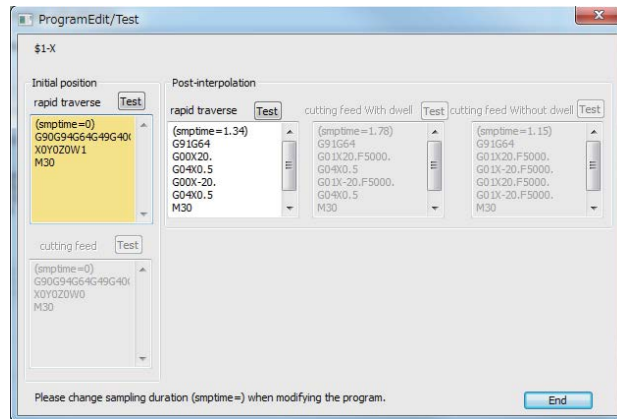 ProgramEdit/Test
$1-X
Initial position
rapid traverse Test
(smptime=0)
G90G94G64G49G40(
X0Y0Z0W1
M30
cutting feed Test
(smptime=0)
G90G94G64G49G40(
X0Y0Z0W0
M30
Post-interpolation
rapid traverse Test
(smptime=1.34)
G91G64
G00X20.
G04X0.5
G00X-20.
G04X0.5
M30
cutting feed With dwell Test
(smptime=1.78)
G91G64
G01X20.F5000.
G04X0.5
G01X-20.F5000.
G04X0.5
M30
cutting feed Without dwell Test
(smptime=1.15)
G91G64
G01X20.F5000.
G01X-20.F5000.
G01X20.F5000.
G01X-20.F5000.
M30
Please change sampling duration (smptime=) when modifying the program.
End